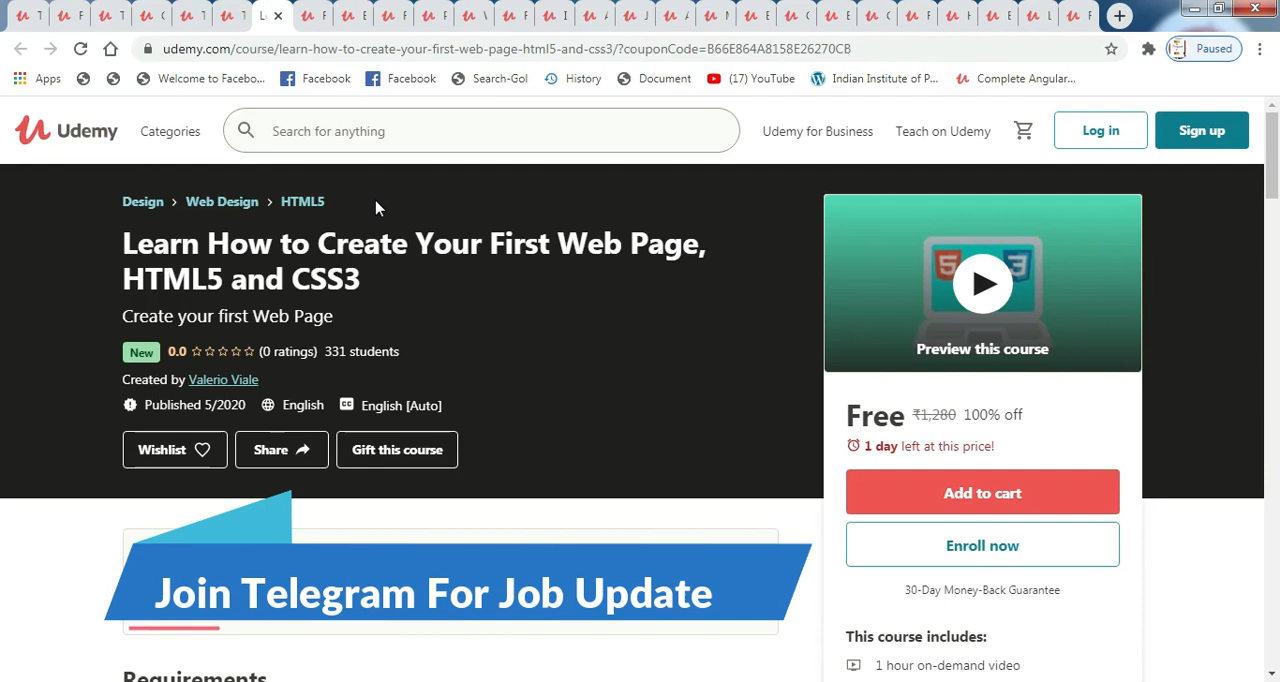 udemy.com/course/learn-how-to-create-your-first-web-page-html5-and-css3/?couponCode=B66E864A8158E26270CB
Paused
Apps
Welcome to Facebo...
Facebook
Facebook
Search-Gol
History
Document
(17) YouTube
Indian Institute of P...
Complete Angular...
Udemy
Categories
Search for anything
Udemy for Business
Teach on Udemy
Log in
Sign up
Design > Web Design > HTML5
Learn How to Create Your First Web Page,
HTML5 and CSS3
Create your first Web Page
New 0.0 (0 ratings) 331 students
Created by Valerio Viale
Published 5/2020 English English [Auto]
Wishlist
Share
Gift this course
Preview this course
Free ₹1,280 100% off
1 day left at this price!
Add to cart
Enroll now
30-Day Money-Back Guarantee
This course includes:
1 hour on-demand video
Join Telegram For Job Update
Requirements